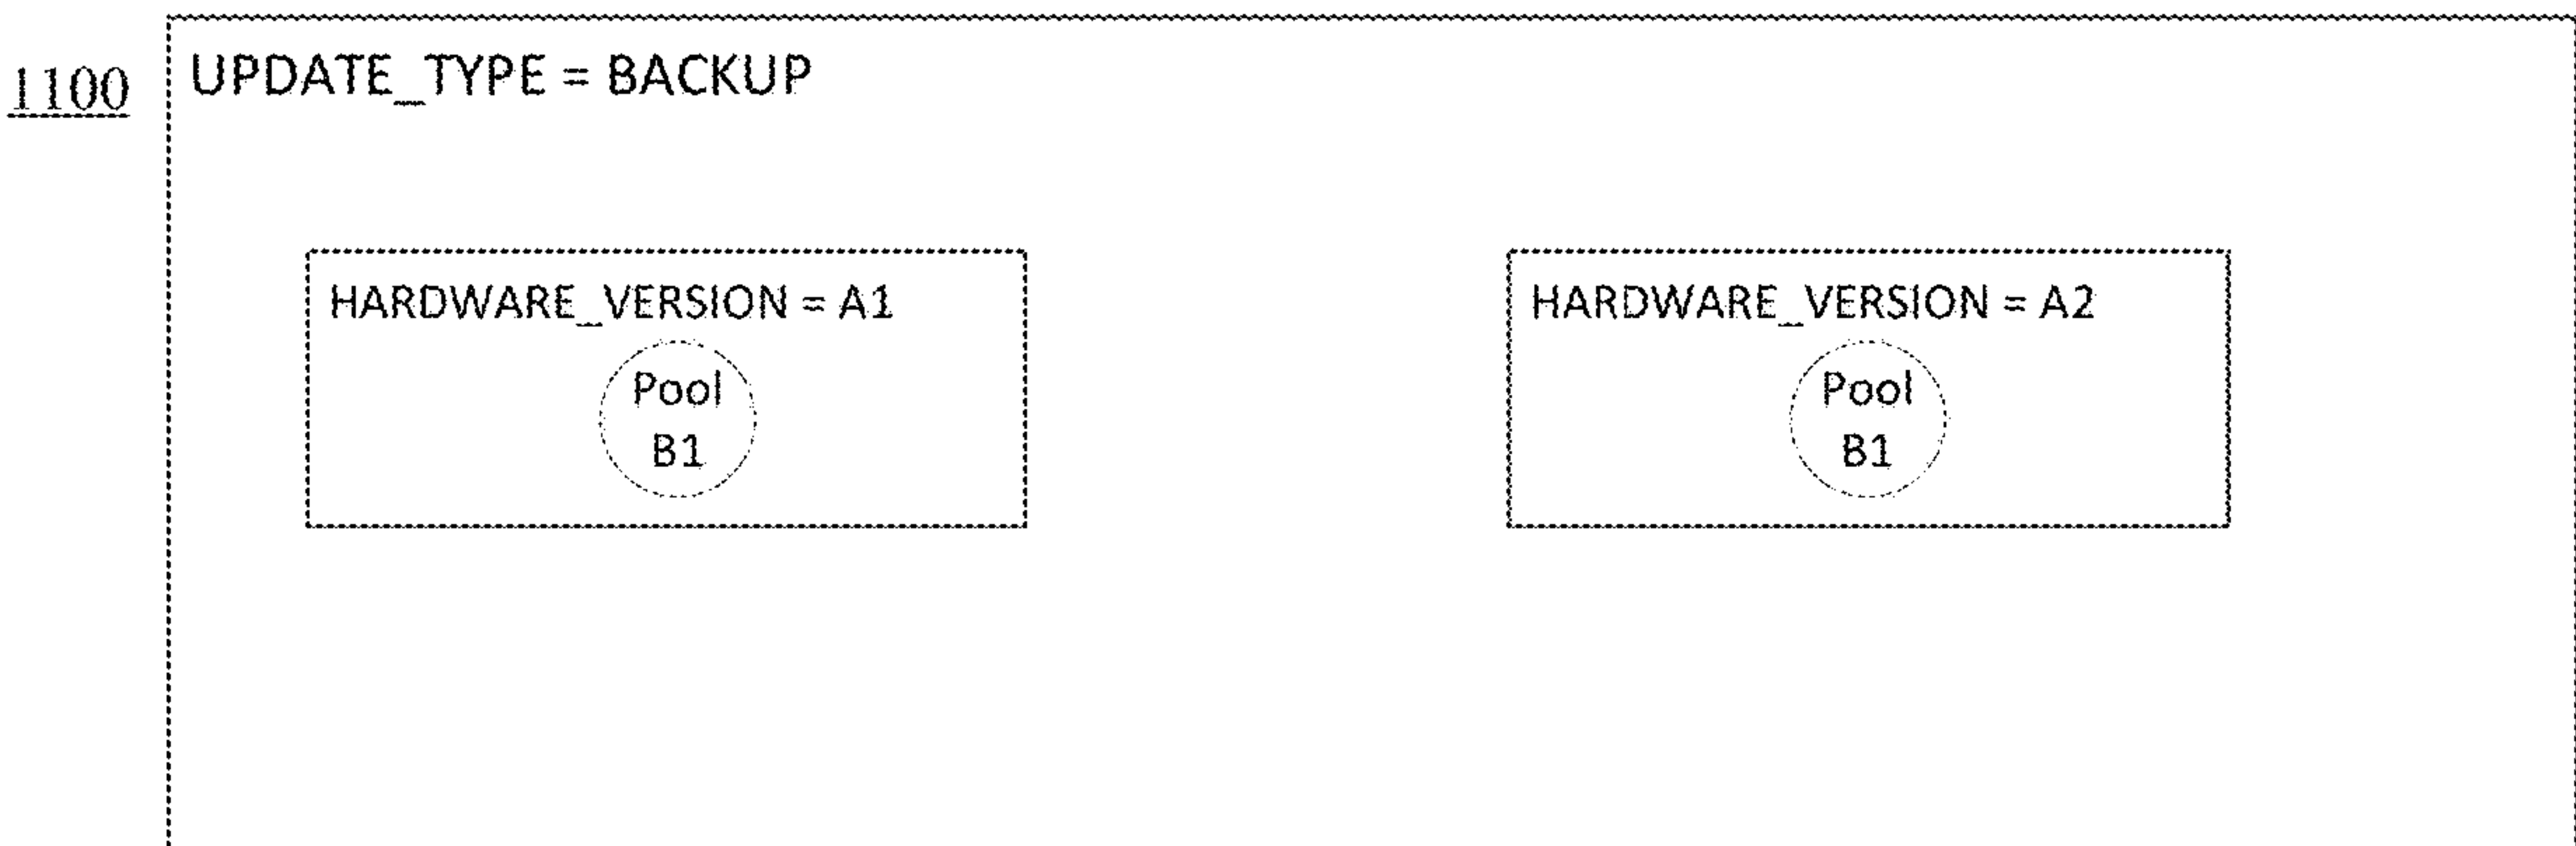 1100
UPDATE_TYPE = BACKUP
HARDWARE_VERSION = A1
Pool
B1
HARDWARE_VERSION = A2
Pool
B1